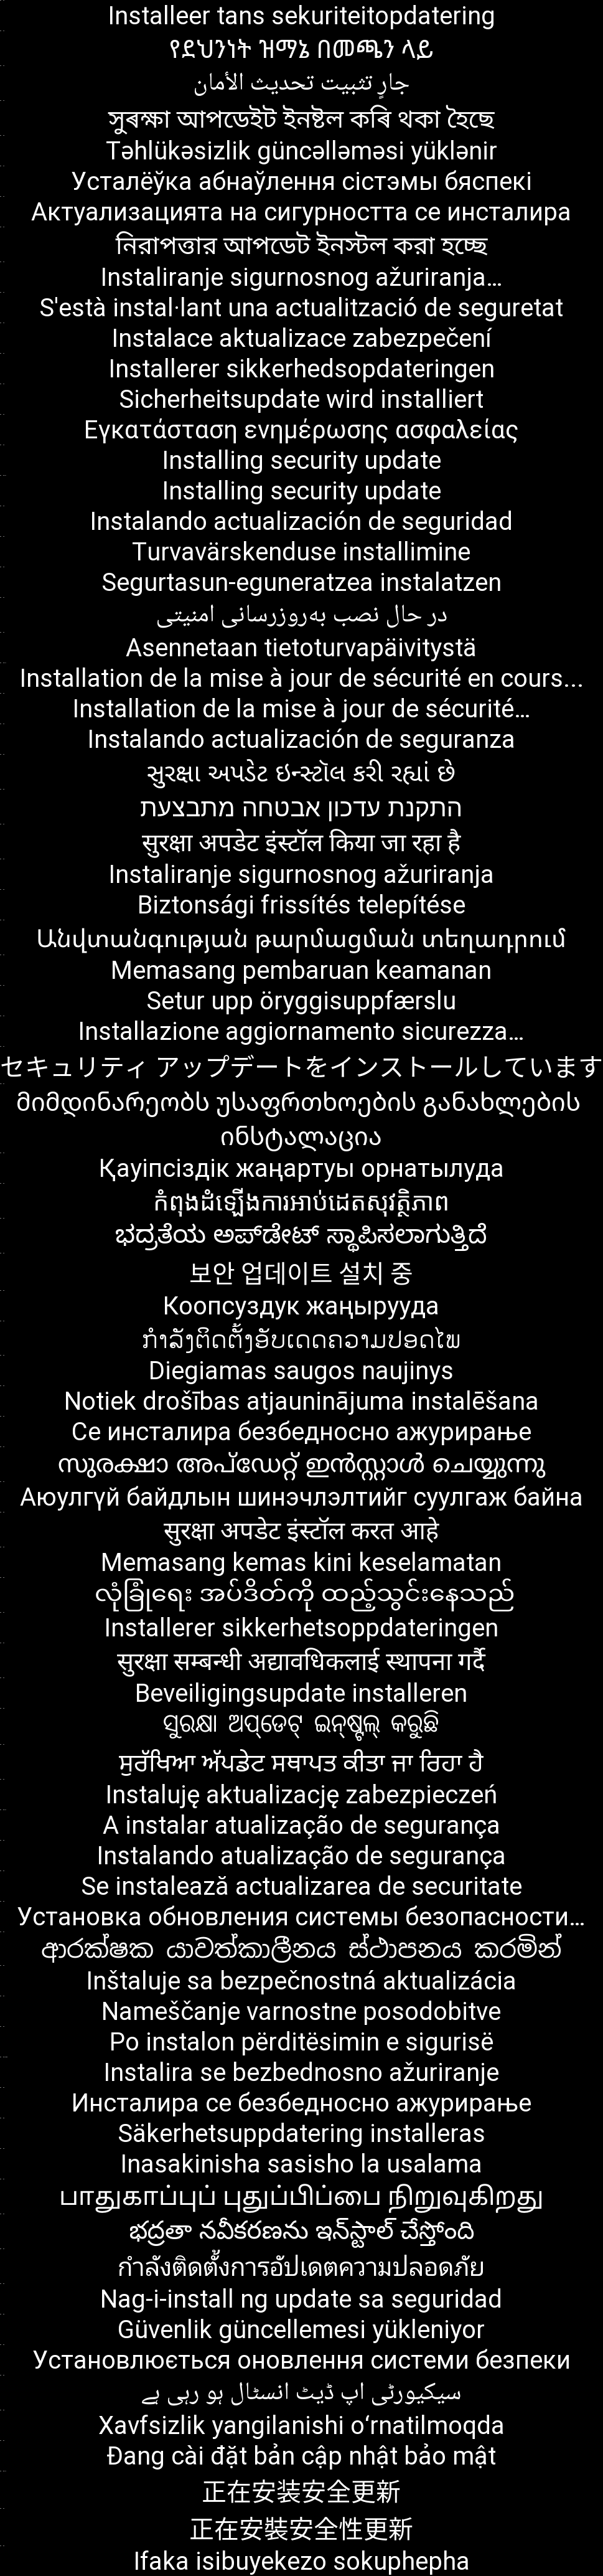 Installeer tans sekuriteitopdatering
የደህንነት ዝማኔ በመጫን ላይ
جارٍ تثبيت تحديث الأمان
সুৰক্ষা আপডেইট ইনষ্টল কৰি থকা হৈছে
Təhlükəsizlik güncəlləməsi yüklənir
Усталёўка абнаўлення сістэмы бяспекі
Актуализацията на сигурността се инсталира
নিরাপত্তার আপডেট ইনস্টল করা হচ্ছে
Instaliranje sigurnosnog ažuriranja…
S'està instal·lant una actualització de seguretat
Instalace aktualizace zabezpečení
Installerer sikkerhedsopdateringen
Sicherheitsupdate wird installiert
Εγκατάσταση ενημέρωσης ασφαλείας
Installing security update
Installing security update
Instalando actualización de seguridad
Turvavärskenduse installimine
Segurtasun-eguneratzea instalatzen
در حال نصب به‌روزرسانی امنیتی
Asennetaan tietoturvapäivitystä
Installation de la mise à jour de sécurité en cours...
Installation de la mise à jour de sécurité…
Instalando actualización de seguranza
સુરક્ષા અપડેટ ઇન્સ્ટૉલ કરી રહ્યાં છે
התקנת עדכון אבטחה מתבצעת
सुरक्षा अपडेट इंस्टॉल किया जा रहा है
Instaliranje sigurnosnog ažuriranja
Biztonsági frissítés telepítése
Անվտանգության թարմացման տեղադրում
Memasang pembaruan keamanan
Setur upp öryggisuppfærslu
Installazione aggiornamento sicurezza…
セキュリティ アップデートをインストールしています
მიმდინარეობს უსაფრთხოების განახლების
ინსტალაცია
Қауіпсіздік жаңартуы орнатылуда
កំពុងដំឡើងការអាប់ដេតសុវត្ថិភាព
ಭದ್ರತೆಯ ಅಪ್‌ಡೇಟ್‌ ಸ್ಥಾಪಿಸಲಾಗುತ್ತಿದೆ
보안 업데이트 설치 중
Коопсуздук жаңырууда
ກຳລັງຕິດຕັ້ງອັບເດດຄວາມປອດໄພ
Diegiamas saugos naujinys
Notiek drošības atjauninājuma instalēšana
Се инсталира безбедносно ажурирање
സുരക്ഷാ അപ്ഡേറ്റ് ഇൻസ്റ്റാൾ ചെയ്യുന്നു
Аюулгүй байдлын шинэчлэлтийг суулгаж байна
सुरक्षा अपडेट इंस्टॉल करत आहे
Memasang kemas kini keselamatan
လုံခြုံရေး အပ်ဒိတ်ကို ထည့်သွင်းနေသည်
Installerer sikkerhetsoppdateringen
सुरक्षा सम्बन्धी अद्यावधिकलाई स्थापना गर्दै
Beveiligingsupdate installeren
ସୁରକ୍ଷା ଅପ୍‌ଡେଟ୍‌ ଇନ୍‌ଷ୍ଟଲ୍‌ କରୁଛି
ਸੁਰੱਖਿਆ ਅੱਪਡੇਟ ਸਥਾਪਤ ਕੀਤਾ ਜਾ ਰਿਹਾ ਹੈ
Instaluję aktualizację zabezpieczeń
A instalar atualização de segurança
Instalando atualização de segurança
Se instalează actualizarea de securitate
Установка обновления системы безопасности…
ආරක්ෂක යාවත්කාලීනය ස්ථාපනය කරමින්
Inštaluje sa bezpečnostná aktualizácia
Nameščanje varnostne posodobitve
Po instalon përditësimin e sigurisë
Instalira se bezbednosno ažuriranje
Инсталира се безбедносно ажурирање
Säkerhetsuppdatering installeras
Inasakinisha sasisho la usalama
பாதுகாப்புப் புதுப்பிப்பை நிறுவுகிறது
భద్రతా నవీకరణను ఇన్‌స్టాల్ చేస్తోంది
กำลังติดตั้งการอัปเดตความปลอดภัย
Nag-i-install ng update sa seguridad
Güvenlik güncellemesi yükleniyor
Установлюється оновлення системи безпеки
سیکیورٹی اپ ڈیٹ انسٹال ہو رہی ہے
Xavfsizlik yangilanishi o‘rnatilmoqda
Đang cài đặt bản cập nhật bảo mật
正在安装安全更新
正在安裝安全性更新
Ifaka isibuyekezo sokuphepha